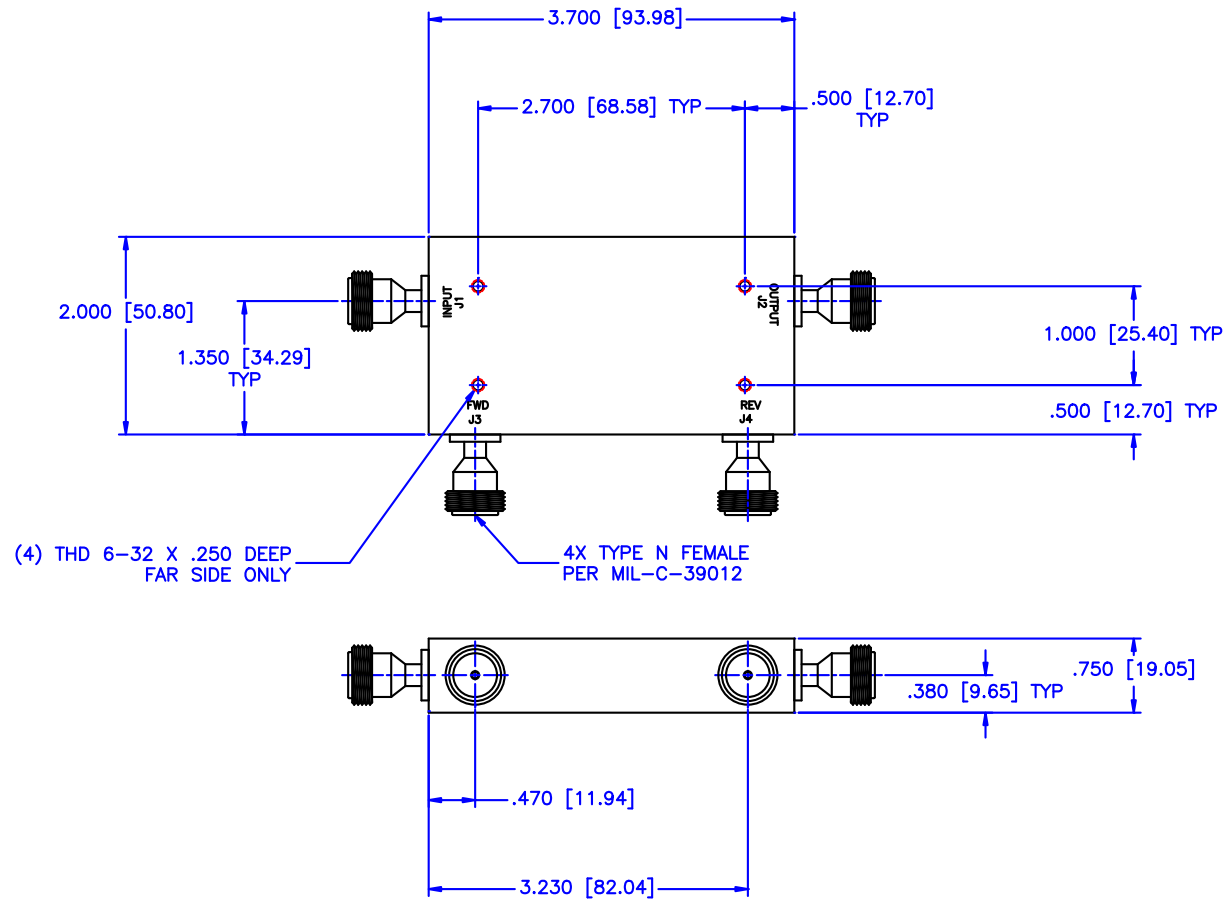 3.700 [93.98]
2.700 [68.58] TYP
.500 [12.70]
TYP
2.000 [50.80]
1.350 [34.29]
TYP
INPUT
J1
OUTPUT
J2
1.000 [25.40] TYP
.500 [12.70] TYP
FWD
J3
REV
J4
(4) THD 6-32 X .250 DEEP
FAR SIDE ONLY
4X TYPE N FEMALE
PER MIL-C-39012
.750 [19.05]
.380 [9.65] TYP
.470 [11.94]
3.230 [82.04]